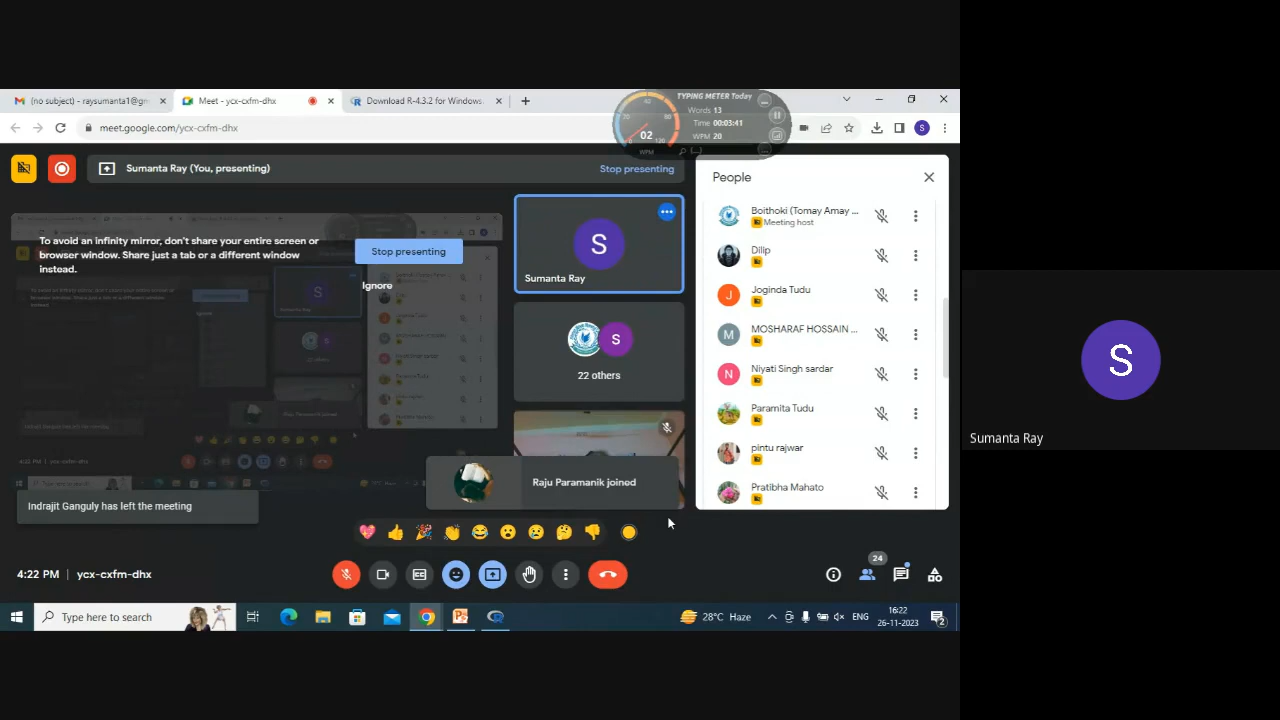 (no subject) - raysumanta1@gm
Meet - ycx-cxfm-dhx
Download R-4.3.2 for Windows.
TYPING METER Today
Words 13
Time 00:03:41
WPM 20
02
WPM
meet.google.com/ycx-cxfm-dhx
S
Sumanta Ray (You, presenting)
Stop presenting
To avoid an infinity mirror, don't share your entire screen or
browser window. Share just a tab or a different window
instead.
Stop presenting
Ignore
S
Sumanta Ray
S
22 others
Raju Paramanik joined
Indrajit Ganguly has left the meeting
People
Boithoki (Tomay Amay ...
Meeting host
Dilip
J
Joginda Tudu
M
MOSHARAF HOSSAIN ...
N
Niyati Singh sardar
Paramita Tudu
pintu rajwar
Pratibha Mahato
4:22 PM | ycx-cxfm-dhx
24
Type here to search
28°C Haze
ENG
16:22
26-11-2023
2
S
Sumanta Ray